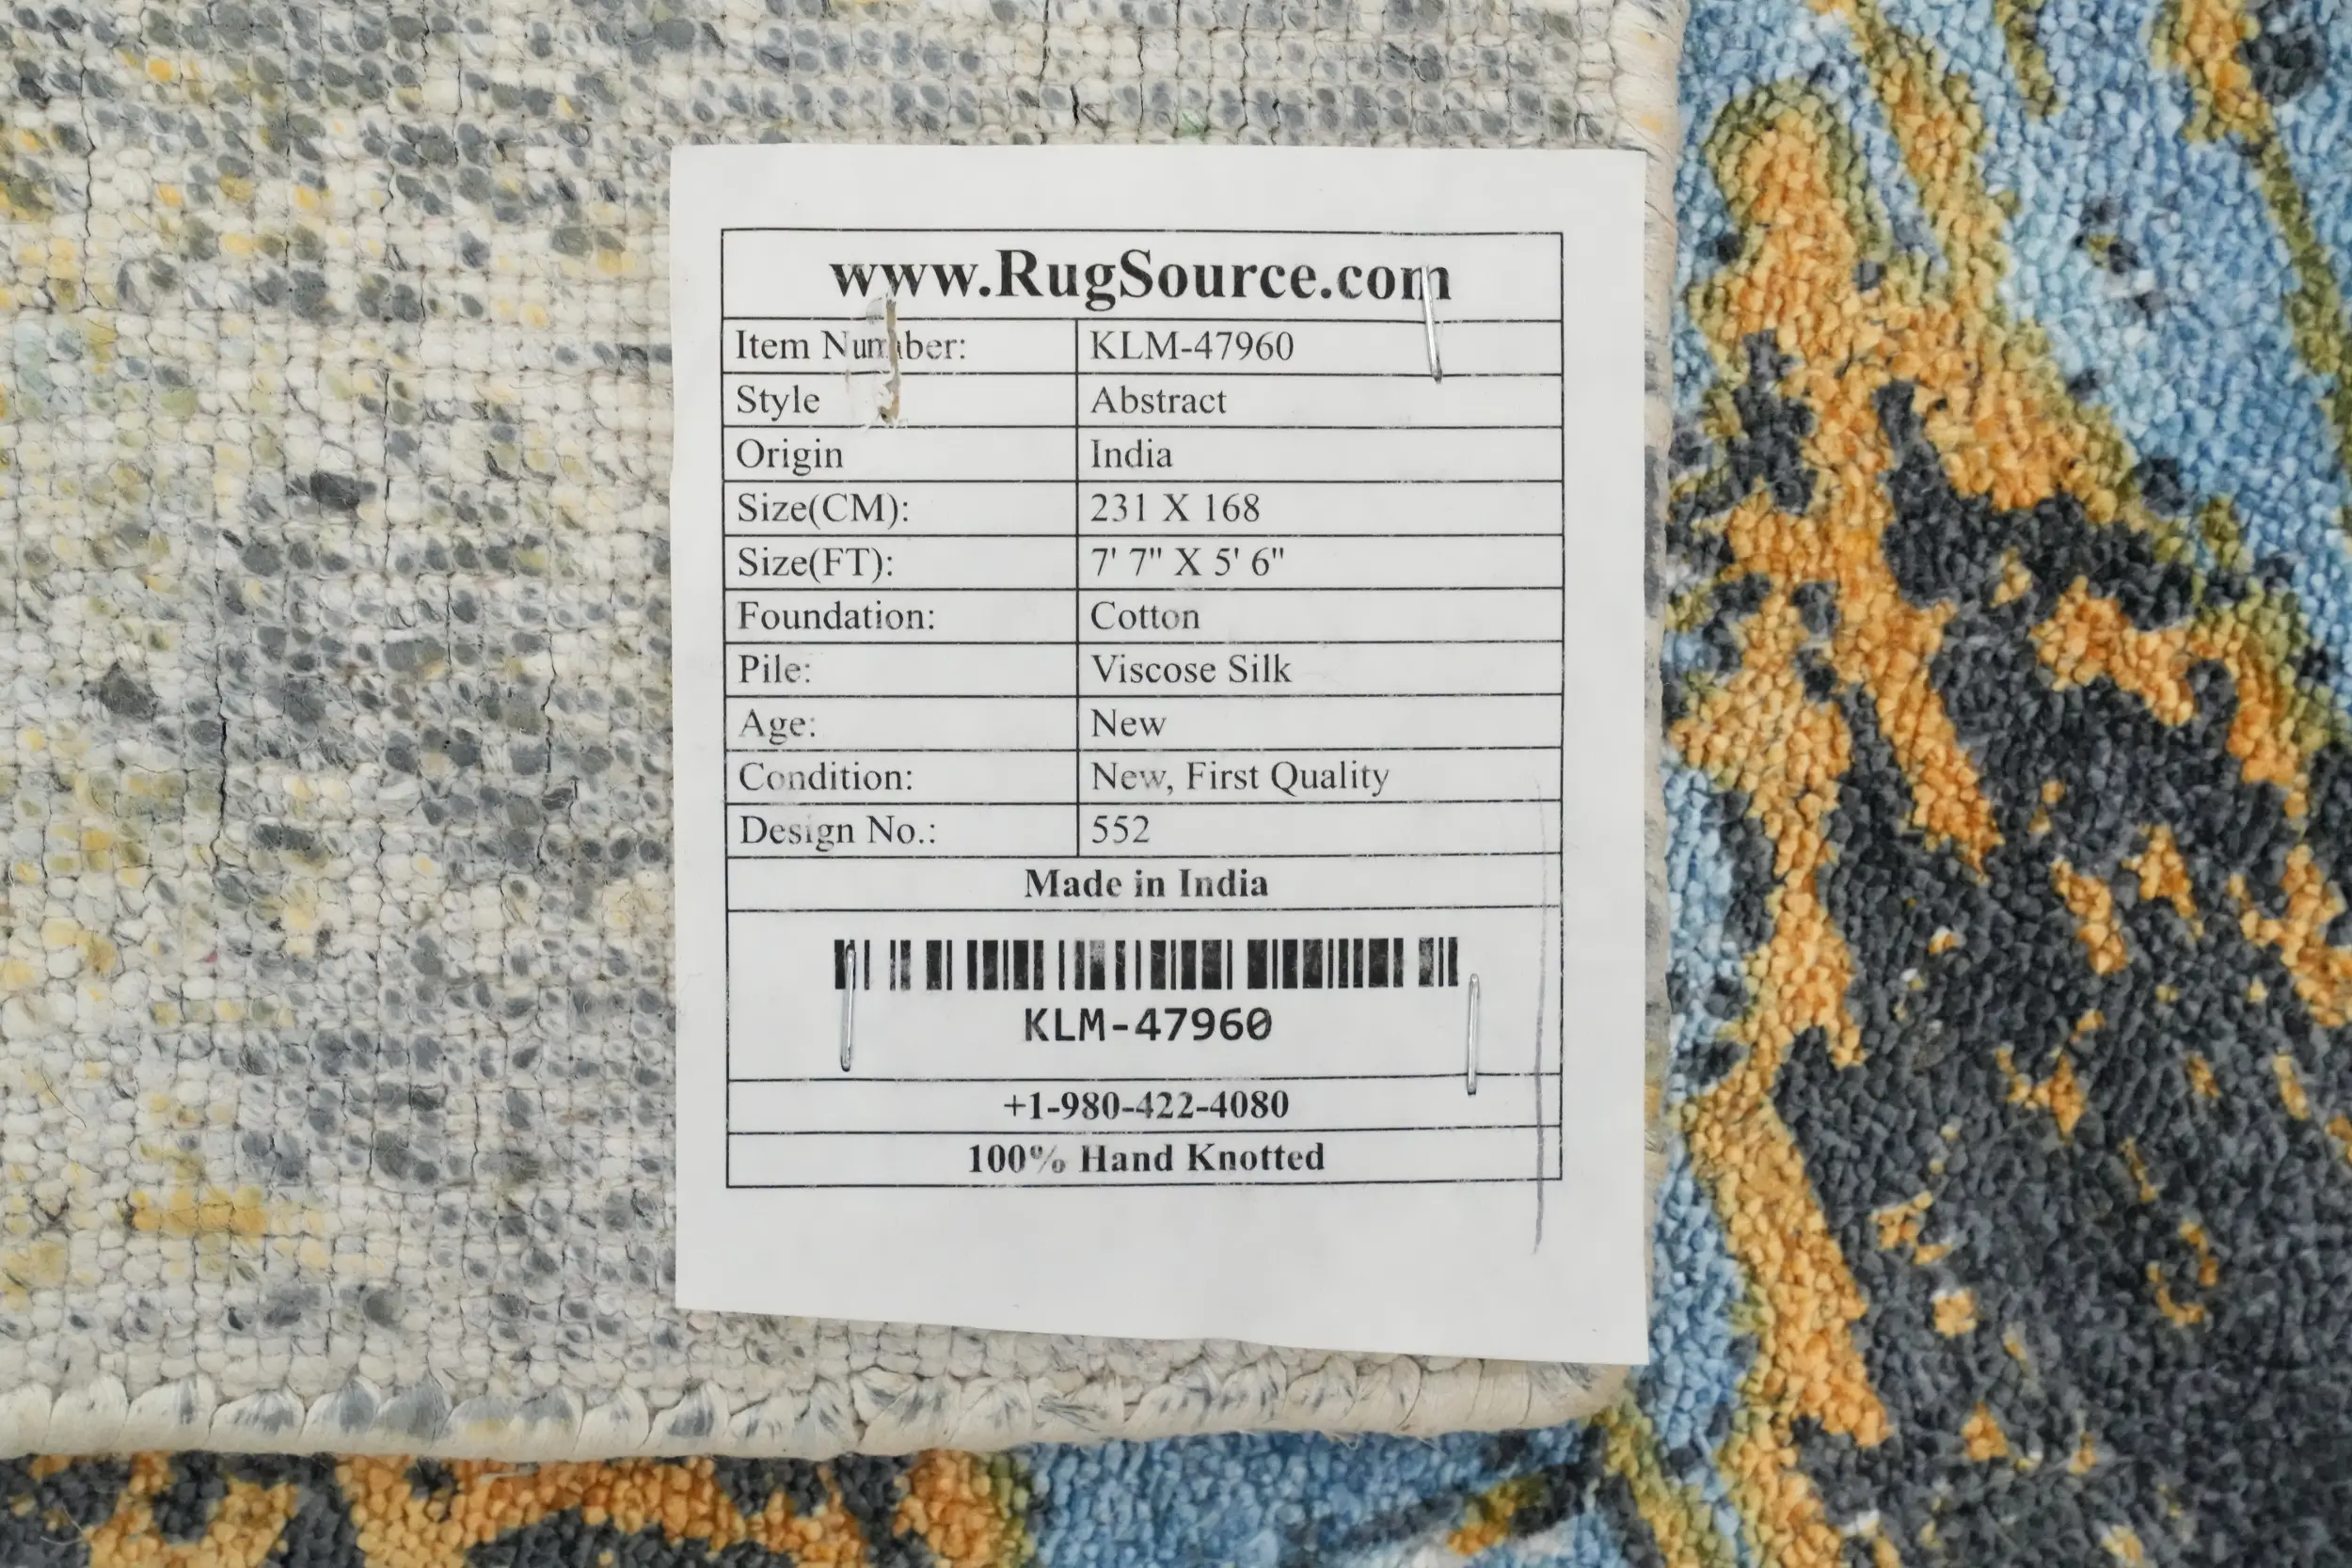 www.RugSource.com
Item Number: KLM-47960
Style Abstract
Origin India
Size(CM): 231 X 168
Size(FT): 7' 7" X 5' 6"
Foundation: Cotton
Pile: Viscose Silk
Age: New
Condition: New, First Quality
Design No.: 552
Made in India
KLM-47960
+1-980-422-4080
100% Hand Knotted